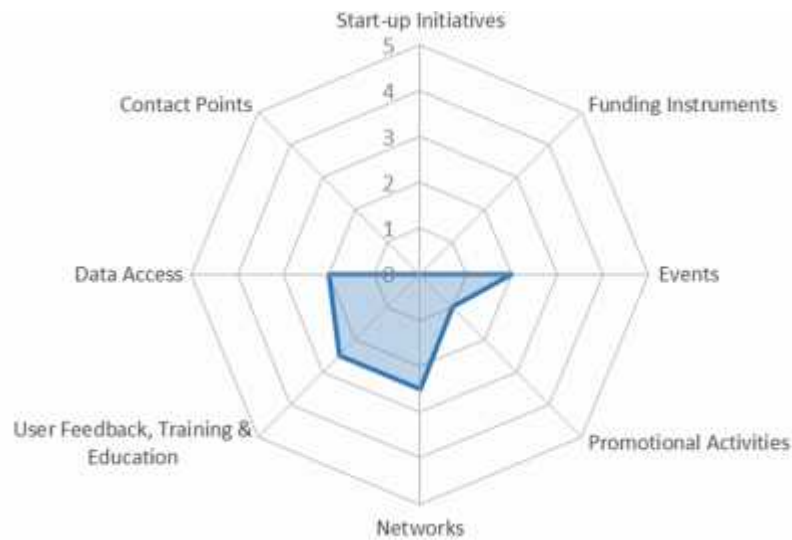 Start-up Initiatives
5
Contact Points
4
Funding Instruments
3
2
1
Data Access
0
Events
User Feedback, Training &
Education
Promotional Activities
Networks